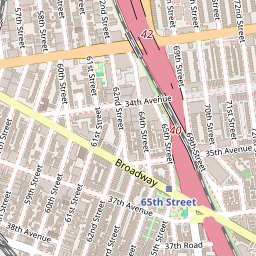 57th Street
58th Street
60th Street
61st Street
72nd Street
42
69th Street
34th Avenue
62nd Street
61st Street
64th Street
40
65th Street
69th Street
70th Street
71st Street
35th Avenue
Broadway
59th Street
60th Street
61st Street
65th Street
37th Avenue
38th Avenue
37th Road